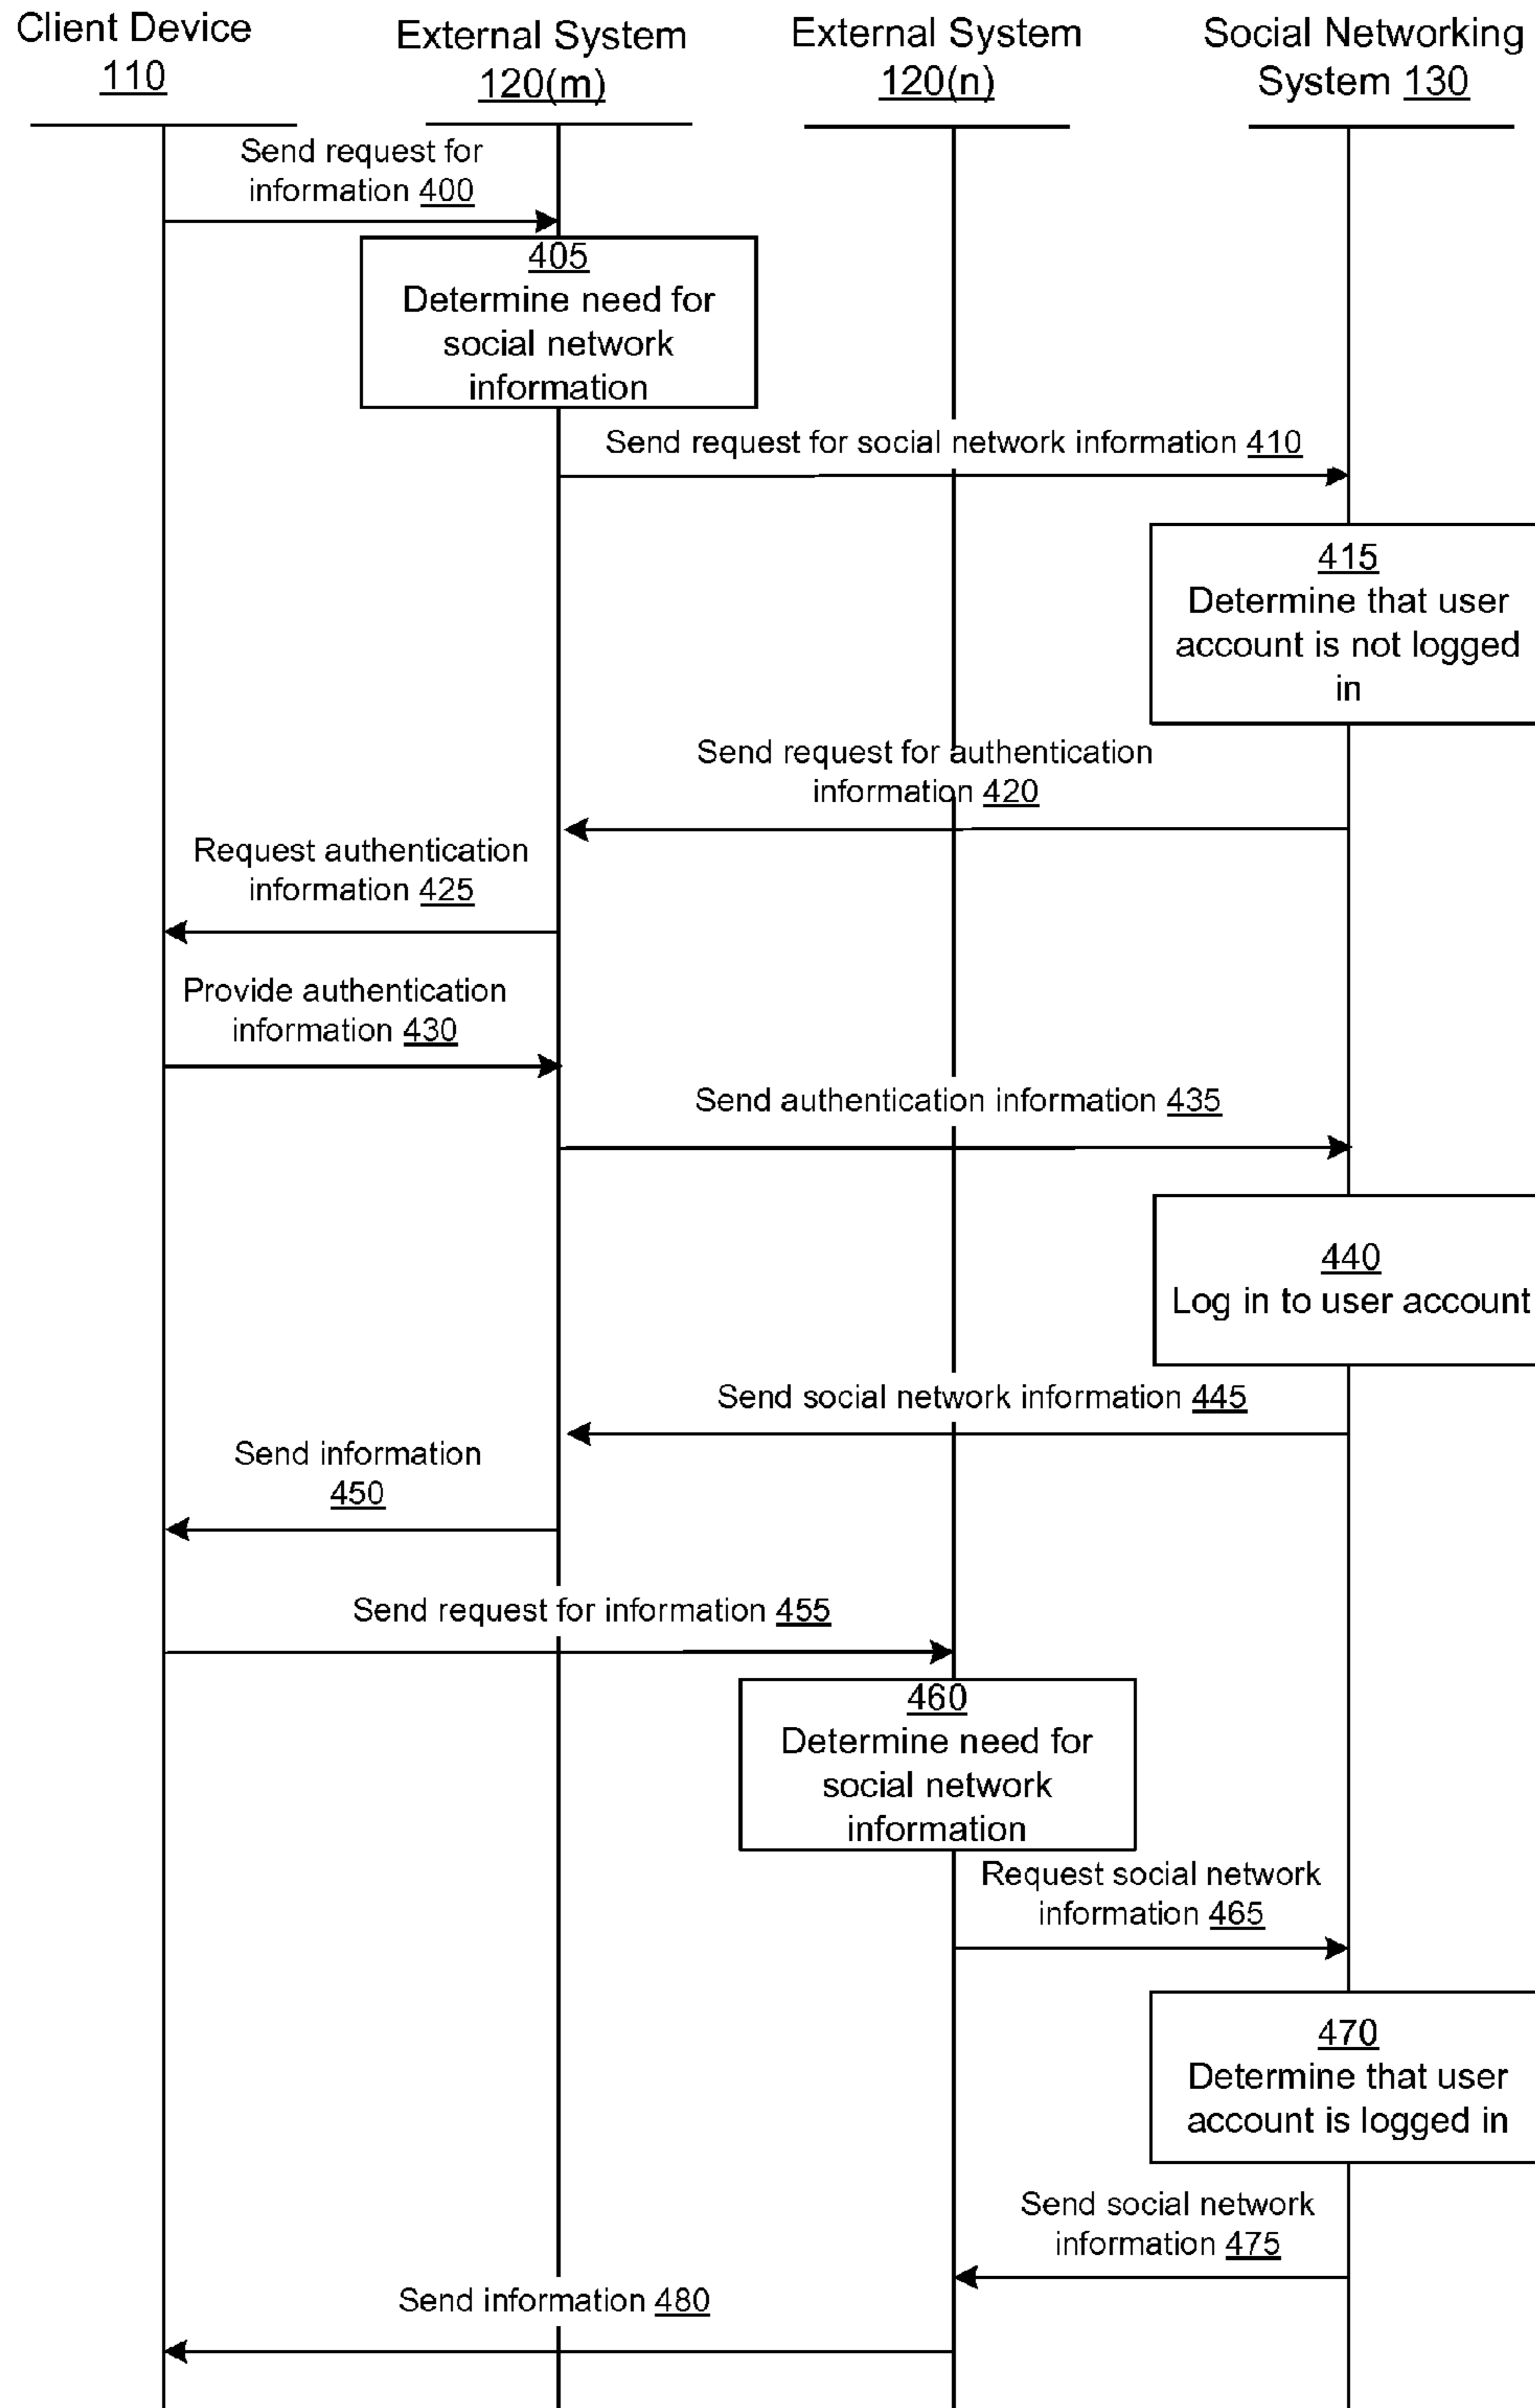 Client Device
110
External System
120(m)
External System
120(n)
Social Networking
System 130
Send request for
information 400
405
Determine need for
social network
information
Send request for social network information 410
415
Determine that user
account is not logged
in
Send request for authentication
information 420
Request authentication
information 425
Provide authentication
information 430
Send authentication information 435
440
Log in to user account
Send social network information 445
Send information
450
Send request for information 455
460
Determine need for
social network
information
Request social network
information 465
470
Determine that user
account is logged in
Send social network
information 475
Send information 480